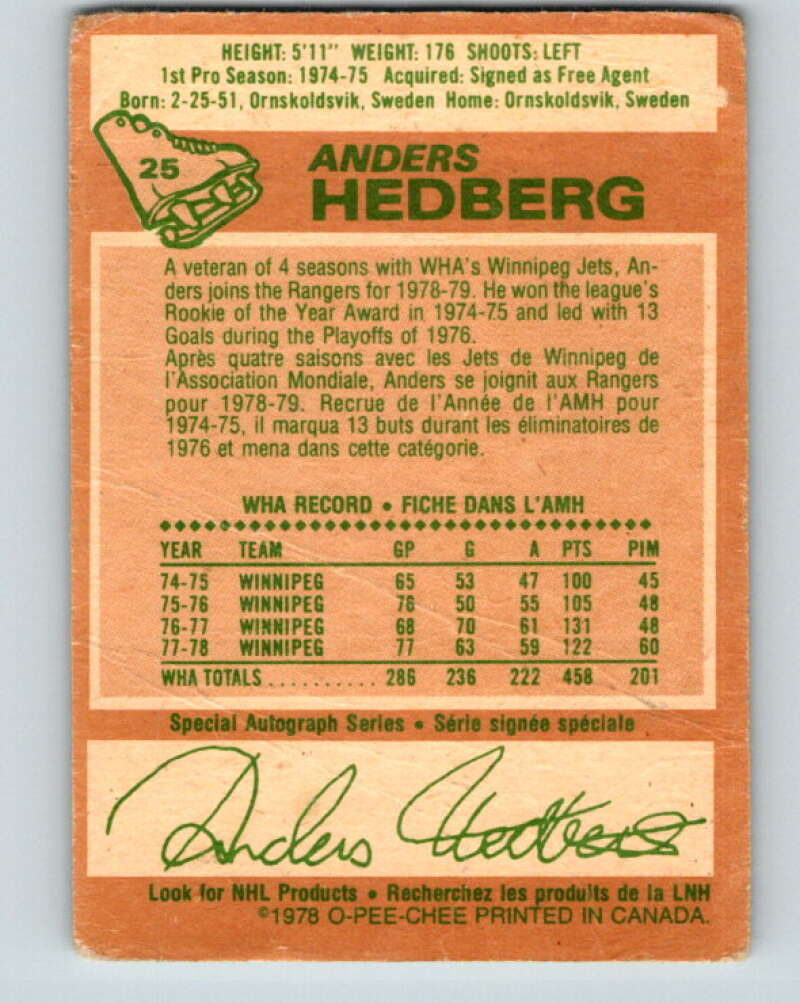 HEIGHT: 5'11" WEIGHT: 176 SHOOTS: LEFT
1st Pro Season: 1974-75 Acquired: Signed as Free Agent
Born: 2-25-51, Ornskoldsvik, Sweden Home: Ornskoldsvik, Sweden
25
ANDERS
HEDBERG
A veteran of 4 seasons with WHA's Winnipeg Jets, An-
ders joins the Rangers for 1978-79. He won the league's
Rookie of the Year Award in 1974-75 and led with 13
Goals during the Playoffs of 1976.
Après quatre saisons avec les Jets de Winnipeg de
l'Association Mondiale, Anders se joignit aux Rangers
pour 1978-79. Recrue de l'Année de l'AMH pour
1974-75, il marqua 13 buts durant les éliminatoires de
1976 et mena dans cette catégorie.
WHA RECORD • FICHE DANS L'AMH
YEAR TEAM GP G A PTS PIM
74-75 WINNIPEG 65 53 47 100 45
75-76 WINNIPEG 76 50 55 105 48
76-77 WINNIPEG 68 70 61 131 48
77-78 WINNIPEG 77 63 59 122 60
WHA TOTALS.......... 286 236 222 458 201
Special Autograph Series • Série signée spéciale
Anders Hedberg
Look for NHL Products • Recherchez les produits de la LNH
©1978 O-PEE-CHEE PRINTED IN CANADA.